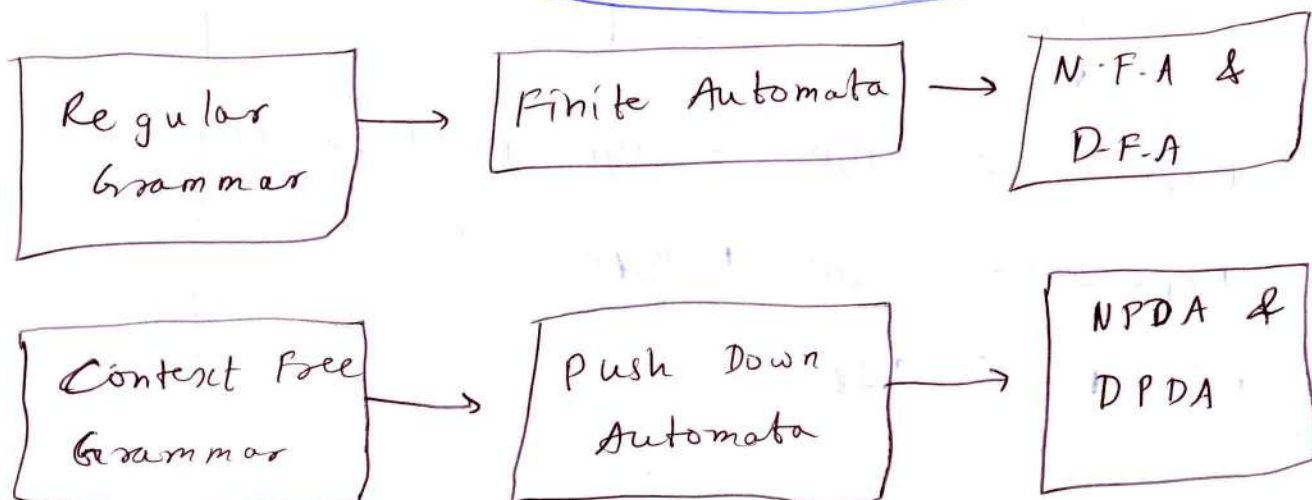 Regular
Grammar
Finite Automata
N.F.A &
D-F-A
Context Free
Grammar
Push Down
Automata
NPDA &
DPDA